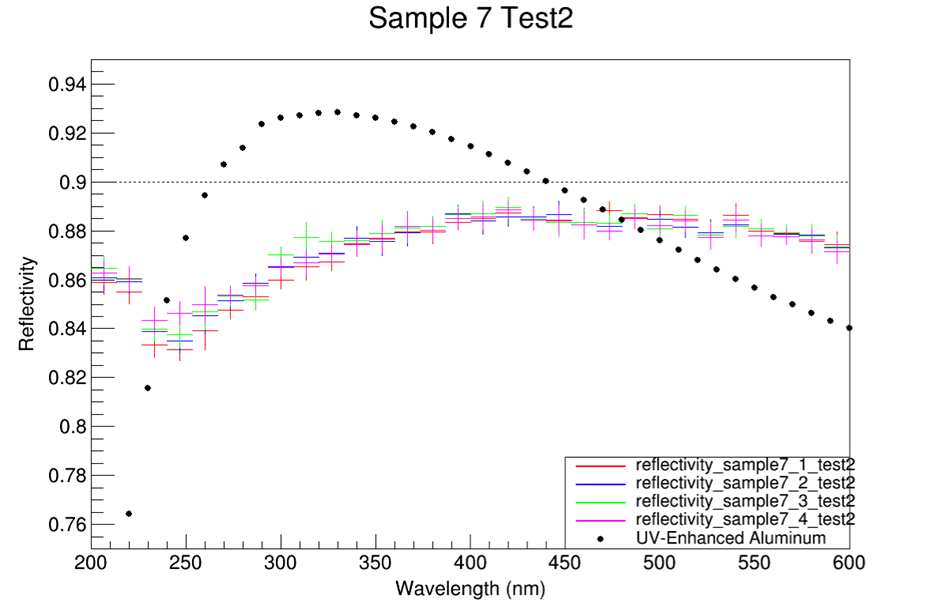 Sample 7 Test2
0.94
0.92
0.9
0.88
0.86
0.84
0.82
0.8
0.78
0.76
Reflectivity
reflectivity_sample7_1_test2
reflectivity_sample7_2_test2
reflectivity_sample7_3_test2
reflectivity_sample7_4_test2
UV-Enhanced Aluminum
200 250 300 350 400 450 500 550 600
Wavelength (nm)